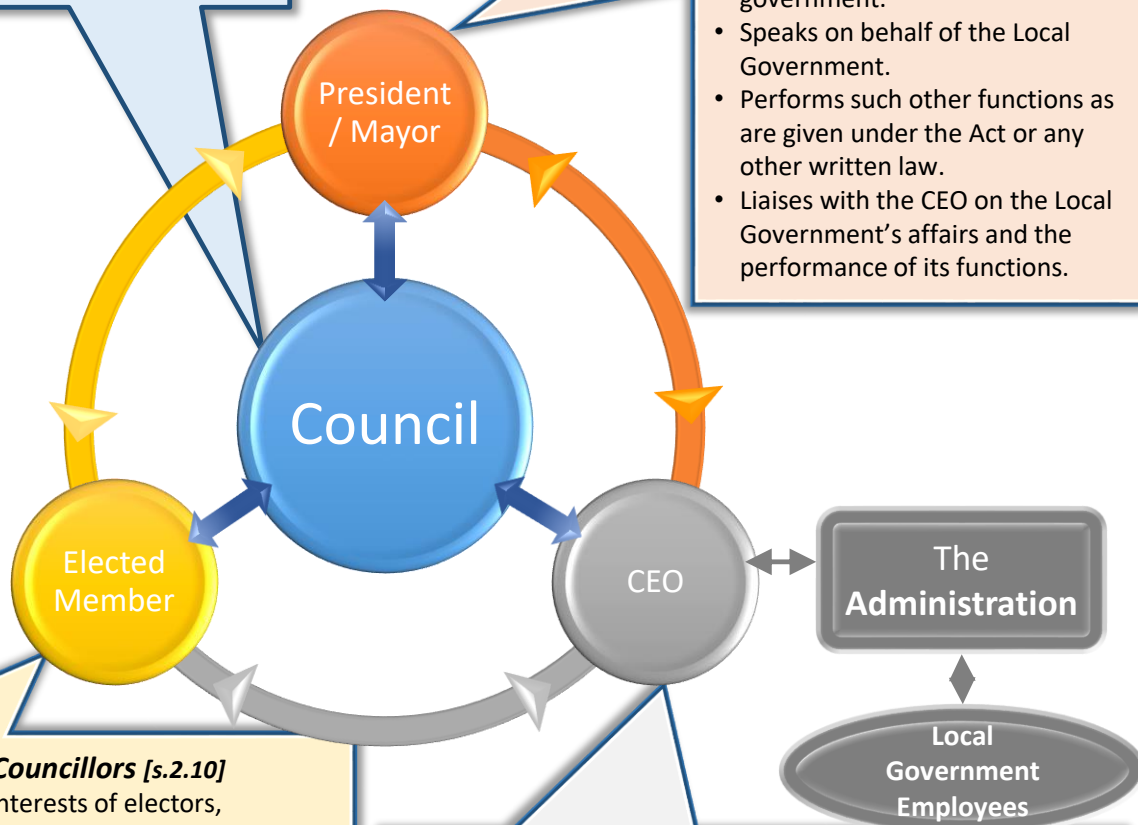 government.
• Speaks on behalf of the Local
Government.
• Performs such other functions as
are given under the Act or any
other written law.
• Liaises with the CEO on the Local
Government’s affairs and the
performance of its functions.
President
/ Mayor
Council
Elected
Member
CEO
The
Administration
Local
Government
Employees
Councillors [s.2.10]
nterests of electors,